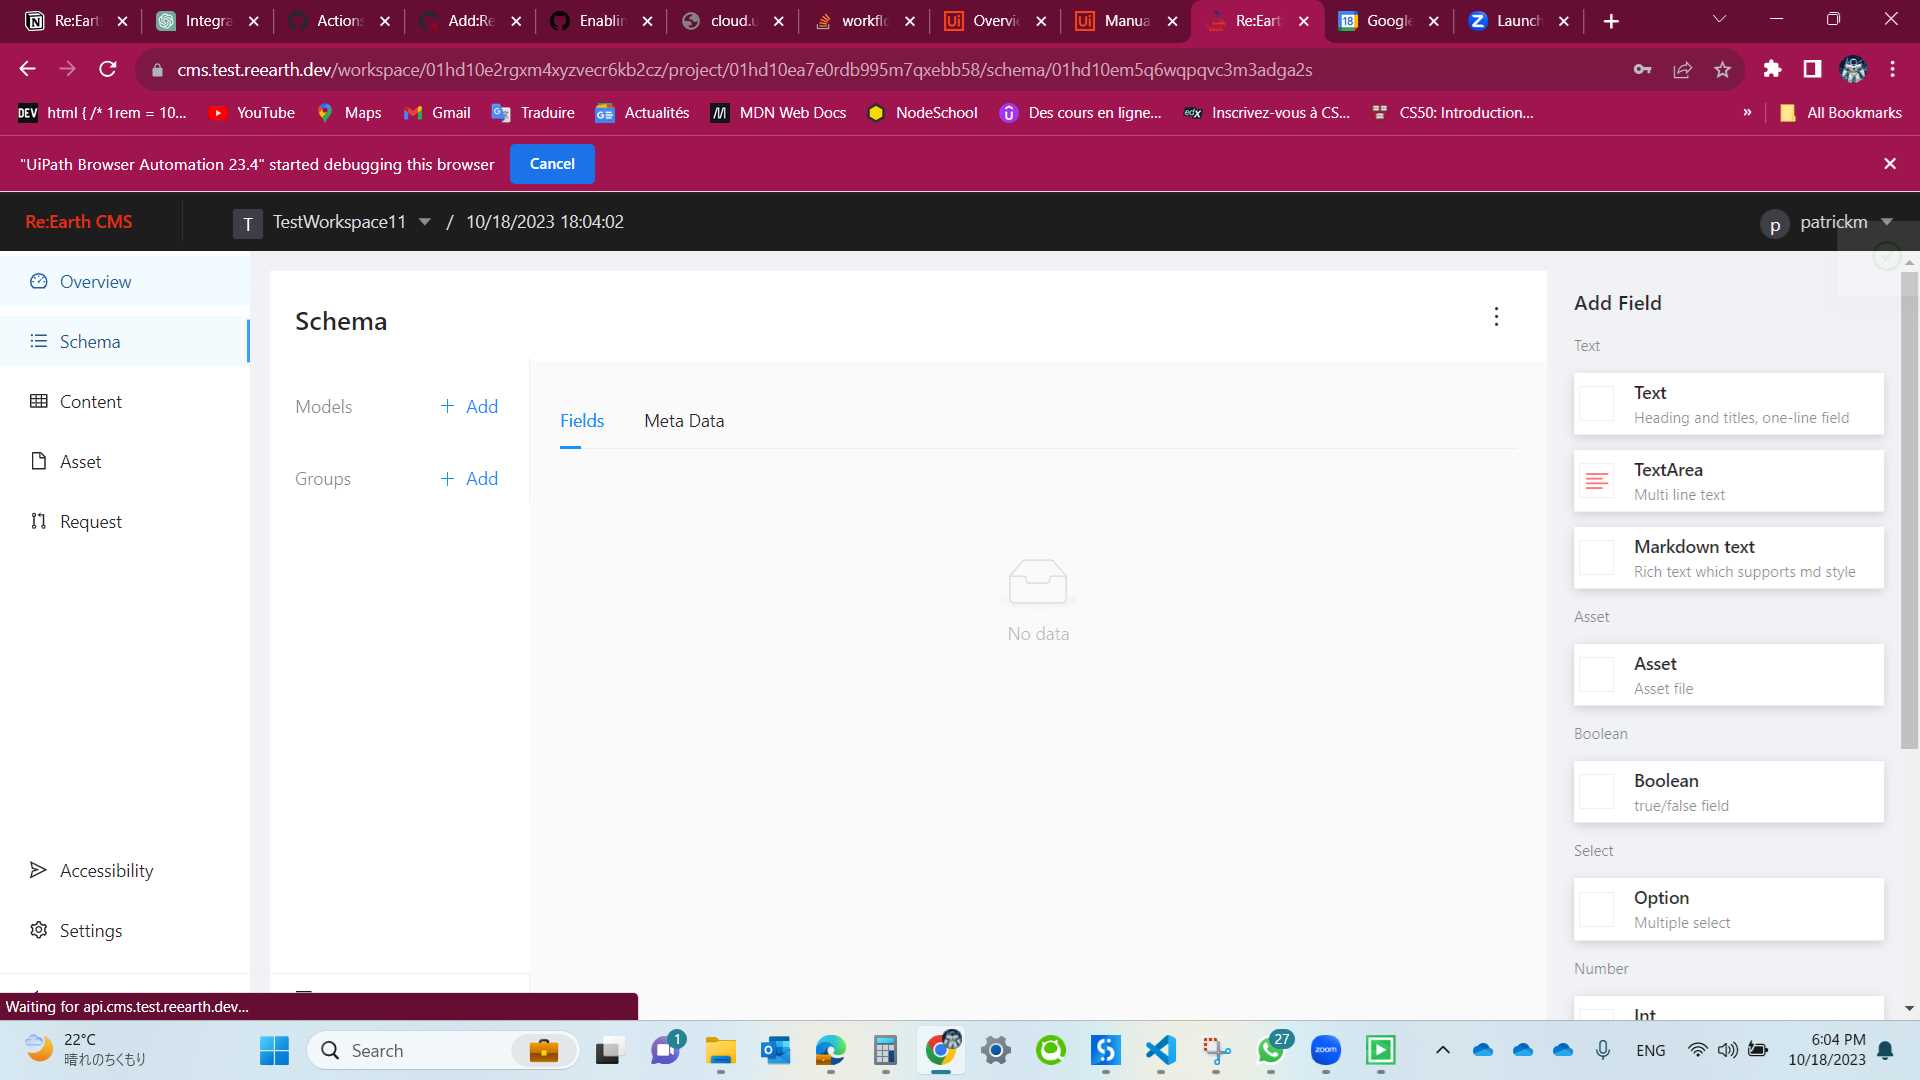 Re:Eart
Integra
Actions
Add:Re
Enablin
cloud.u
workflo
Overvie
Manua
Re:Eart
Google
Launch
cms.test.reearth.dev/workspace/01hd10e2rgxm4xyzvecr6kb2cz/project/01hd10ea7e0rdb995m7qxebb58/schema/01hd10em5q6wqpqvc3m3adga2s
DEV html { /* 1rem = 10...
YouTube
Maps
Gmail
Traduire
Actualités
MDN Web Docs
NodeSchool
Des cours en ligne...
edX Inscrivez-vous à CS...
CS50: Introduction...
»
All Bookmarks
"UiPath Browser Automation 23.4" started debugging this browser
Cancel
Re:Earth CMS
T TestWorkspace11 / 10/18/2023 18:04:02
p patrickm
Overview
Schema
Content
Asset
Request
Accessibility
Settings
Schema
Models
+ Add
Groups
+ Add
Fields
Meta Data
No data
Add Field
Text
Text
Heading and titles, one-line field
TextArea
Multi line text
Markdown text
Rich text which supports md style
Asset
Asset
Asset file
Boolean
Boolean
true/false field
Select
Option
Multiple select
Number
Int
Waiting for api.cms.test.reearth.dev...
22°C
晴れのちくもり
Search
1
27
zoom
ENG
6:04 PM
10/18/2023